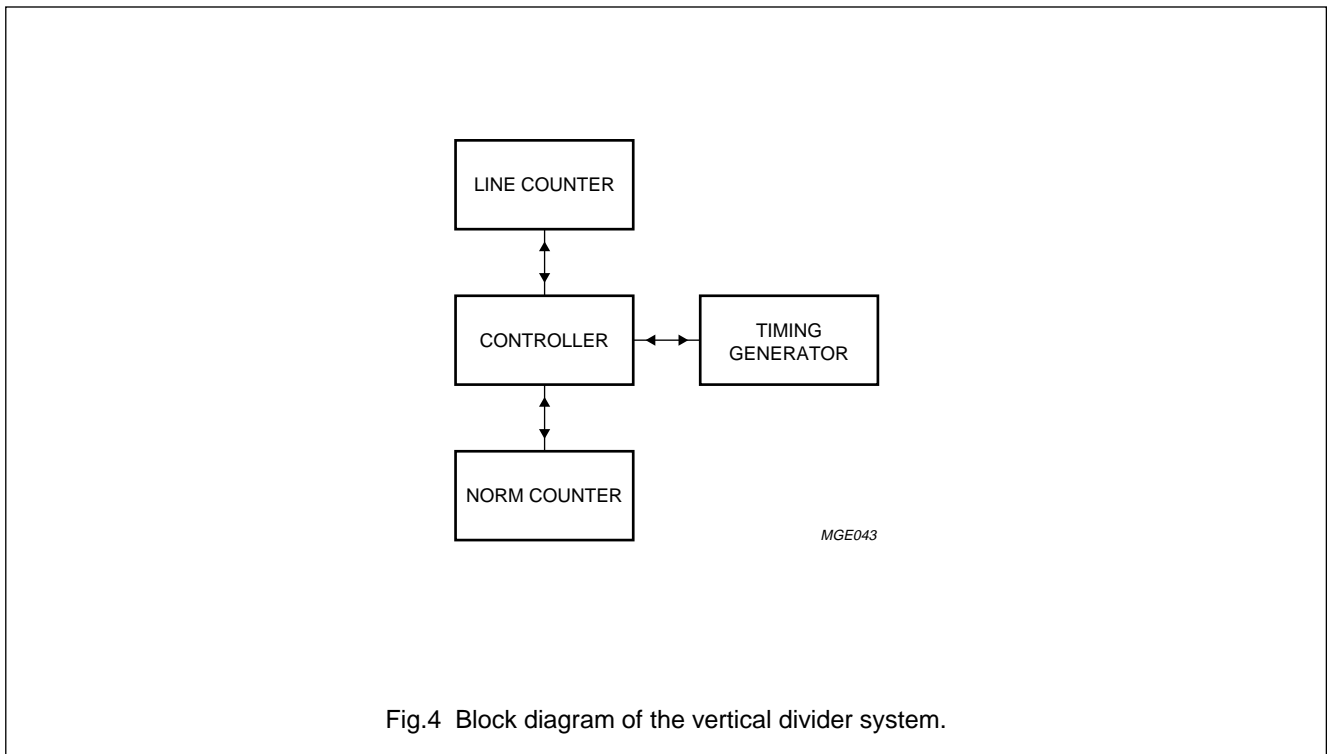 LINE COUNTER
CONTROLLER
TIMING
GENERATOR
NORM COUNTER
MGE043
Fig.4 Block diagram of the vertical divider system.